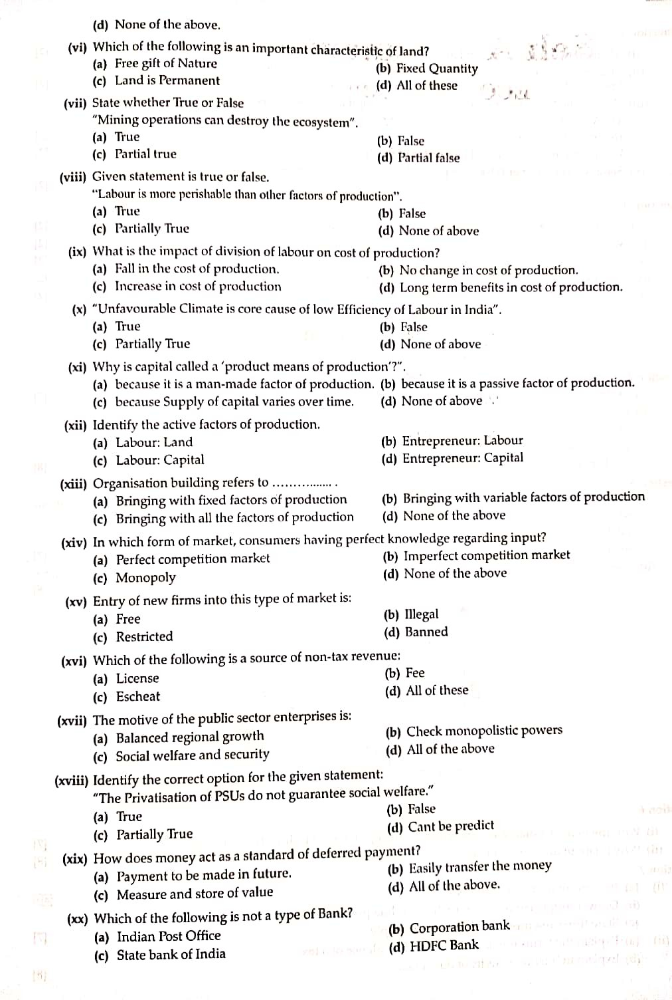 (d) None of the above.
(vi) Which of the following is an important characteristic of land?
(a) Free gift of Nature (b) Fixed Quantity
(c) Land is Permanent (d) All of these
(vii) State whether True or False
"Mining operations can destroy the ecosystem".
(a) True (b) False
(c) Partial true (d) Partial false
(viii) Given statement is true or false.
"Labour is more perishable than other factors of production".
(a) True (b) False
(c) Partially True (d) None of above
(ix) What is the impact of division of labour on cost of production?
(a) Fall in the cost of production. (b) No change in cost of production.
(c) Increase in cost of production (d) Long term benefits in cost of production.
(x) "Unfavourable Climate is core cause of low Efficiency of Labour in India".
(a) True (b) False
(c) Partially True (d) None of above
(xi) Why is capital called a 'product means of production'?".
(a) because it is a man-made factor of production. (b) because it is a passive factor of production.
(c) because Supply of capital varies over time. (d) None of above
(xii) Identify the active factors of production.
(a) Labour: Land (b) Entrepreneur: Labour
(c) Labour: Capital (d) Entrepreneur: Capital
(xiii) Organisation building refers to ................ .
(a) Bringing with fixed factors of production (b) Bringing with variable factors of production
(c) Bringing with all the factors of production (d) None of the above
(xiv) In which form of market, consumers having perfect knowledge regarding input?
(a) Perfect competition market (b) Imperfect competition market
(c) Monopoly (d) None of the above
(xv) Entry of new firms into this type of market is:
(a) Free (b) Illegal
(c) Restricted (d) Banned
(xvi) Which of the following is a source of non-tax revenue:
(a) License (b) Fee
(c) Escheat (d) All of these
(xvii) The motive of the public sector enterprises is:
(a) Balanced regional growth (b) Check monopolistic powers
(c) Social welfare and security (d) All of the above
(xviii) Identify the correct option for the given statement:
"The Privatisation of PSUs do not guarantee social welfare."
(a) True (b) False
(c) Partially True (d) Cant be predict
(xix) How does money act as a standard of deferred payment?
(a) Payment to be made in future. (b) Easily transfer the money
(c) Measure and store of value (d) All of the above.
(xx) Which of the following is not a type of Bank?
(a) Indian Post Office (b) Corporation bank
(c) State bank of India (d) HDFC Bank